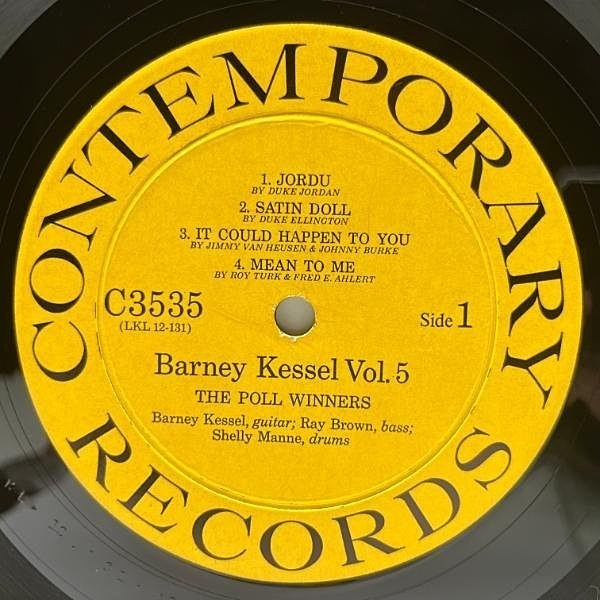 CONTEMPORARY
1. JORDU
BY DUKE JORDAN
2. SATIN DOLL
BY DUKE ELLINGTON
3. IT COULD HAPPEN TO YOU
BY JIMMY VAN HEUSEN & JOHNNY BURKE
4. MEAN TO ME
BY ROY TURK & FRED E. AHLERT
C3535
(LKL 12-131)
Side 1
Barney Kessel Vol. 5
THE POLL WINNERS
Barney Kessel, guitar; Ray Brown, bass;
Shelly Manne, drums
RECORDS